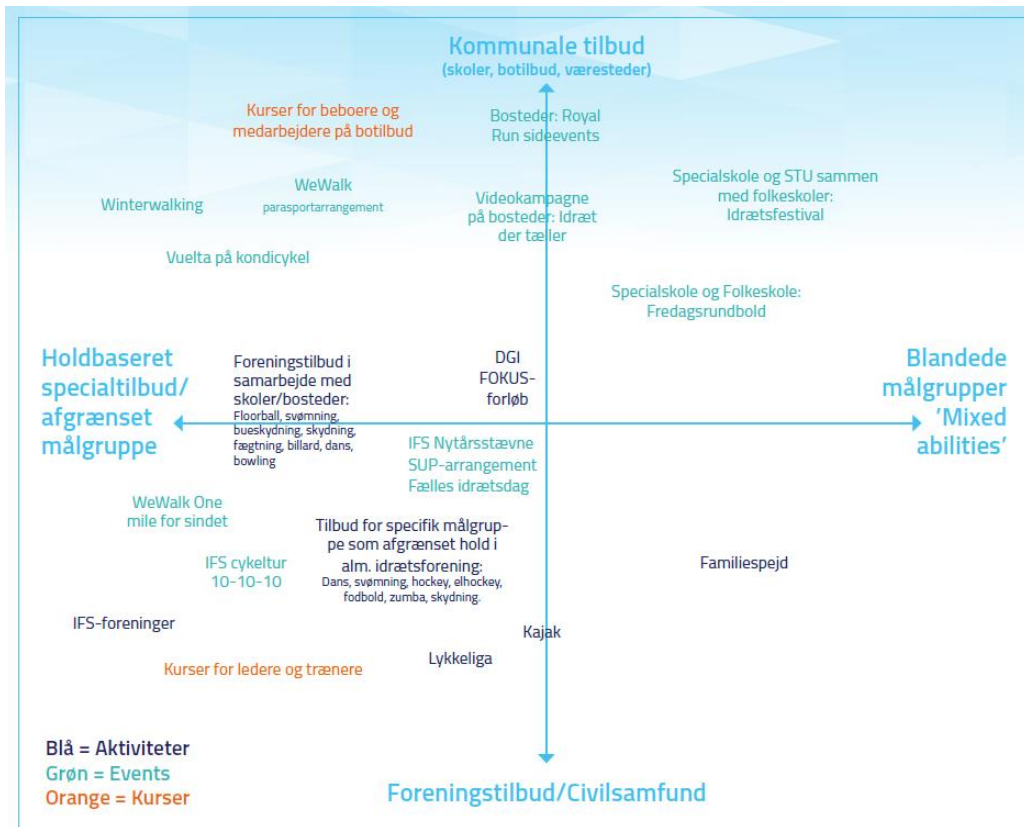 Kommunale tilbud
(skoler, botilbud, væresteder)
Kurser for beboere og
medarbejdere på botilbud
Bosteder: Royal
Run sideevents
WeWalk
parasportarrangement
Winterwalking
Videokampagne
på bosteder: Idræt
der tæller
Specialskole og STU sammen
med folkeskoler:
Idrætsfestival
Vuelta på kondicykel
Specialskole og Folkeskole:
Fredagsrundbold
Holdbaseret
specialtilbud/
afgrænset
målgruppe
Foreningstilbud i
samarbejde med
skoler/bosteder:
Floorball, svømning,
bueskydning, skydning,
fægtning, billard, dans,
bowling
DGI
FOKUS-
forløb
Blandede
målgrupper
'Mixed
abilities'
IFS Nytårsstævne
SUP-arrangement
Fælles idrætsdag
WeWalk One
mile for sindet
Tilbud for specifik målgrup-
pe som afgrænset hold i
alm. idrætsforening:
Dans, svømning, hockey, elhockey,
fodbold, zumba, skydning.
IFS cykeltur
10-10-10
Familiespejd
IFS-foreninger
Kajak
Lykkeliga
Kurser for ledere og trænere
Blå = Aktiviteter
Grøn = Events
Orange = Kurser
Foreningstilbud/Civilsamfund